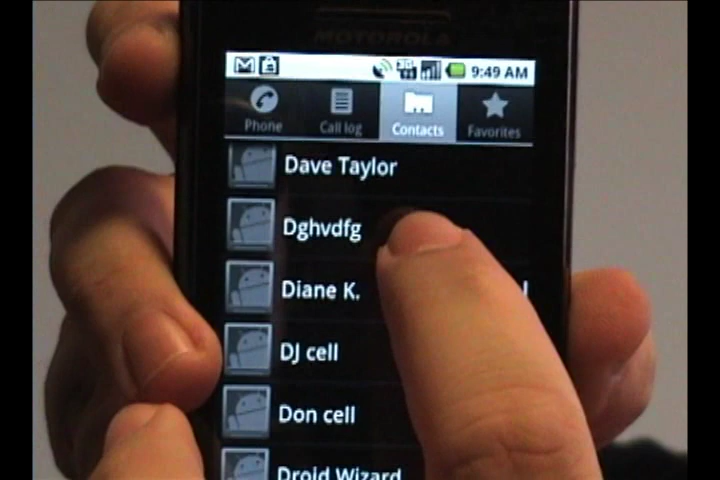 MOTOROLA
3G
9:49 AM
Phone
Call log
Contacts
Favorites
Dave Taylor
Dghvdfg
Diane K.
DJ cell
Don cell
Droid Wizard